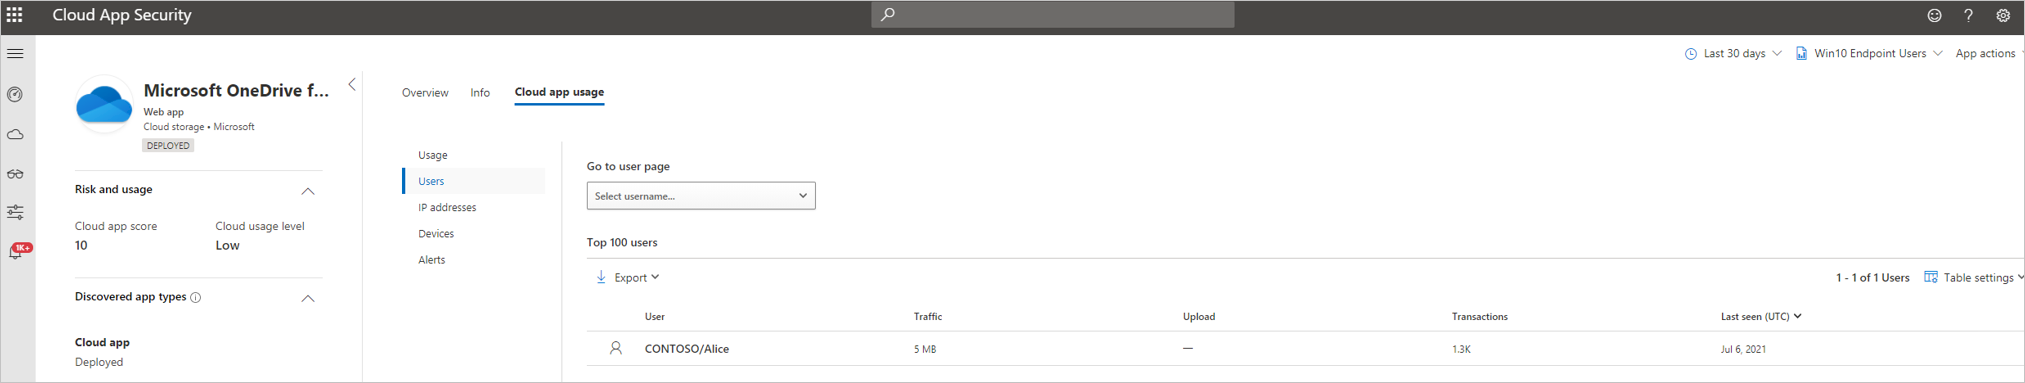 Cloud App Security
Last 30 days
Win10 Endpoint Users
App actions
Microsoft OneDrive f...
Web app
Cloud storage • Microsoft
DEPLOYED
Risk and usage
Cloud app score
Cloud usage level
10
Low
1K+
Discovered app types
Cloud app
Deployed
Overview
Info
Cloud app usage
Usage
Users
IP addresses
Devices
Alerts
Go to user page
Select username...
Top 100 users
Export
1 - 1 of 1 Users
Table settings
User Traffic Upload Transactions Last seen (UTC)
CONTOSO/Alice 5 MB — 1.3K Jul 6, 2021